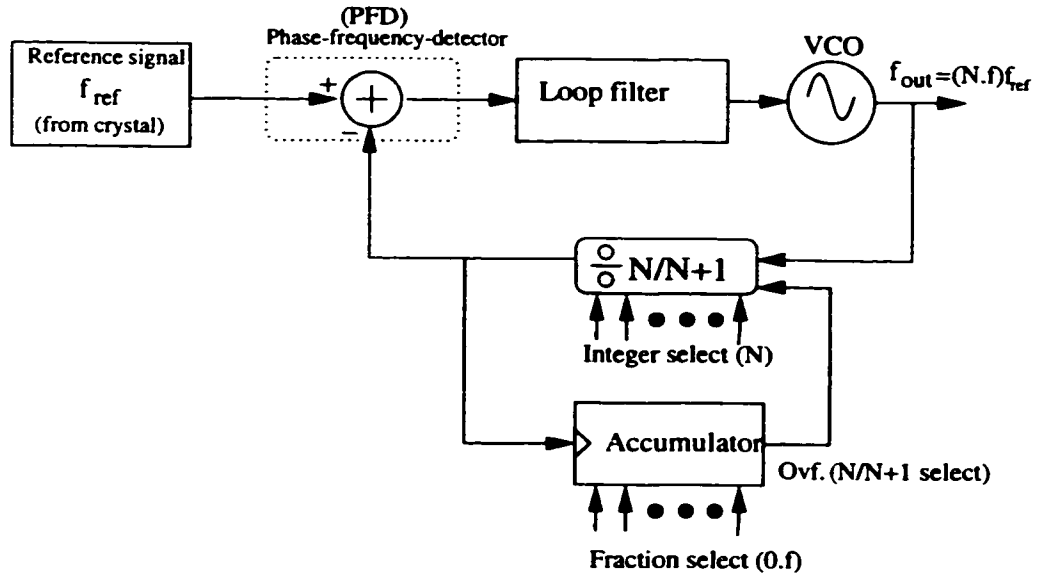 (PFD)
Phase-frequency-detector
Reference signal
f ref
(from crystal)
+
−
Loop filter
VCO
f out =(N.f)f ref
N/N+1
Integer select (N)
Accumulator
Ovf. (N/N+1 select)
Fraction select (0.f)